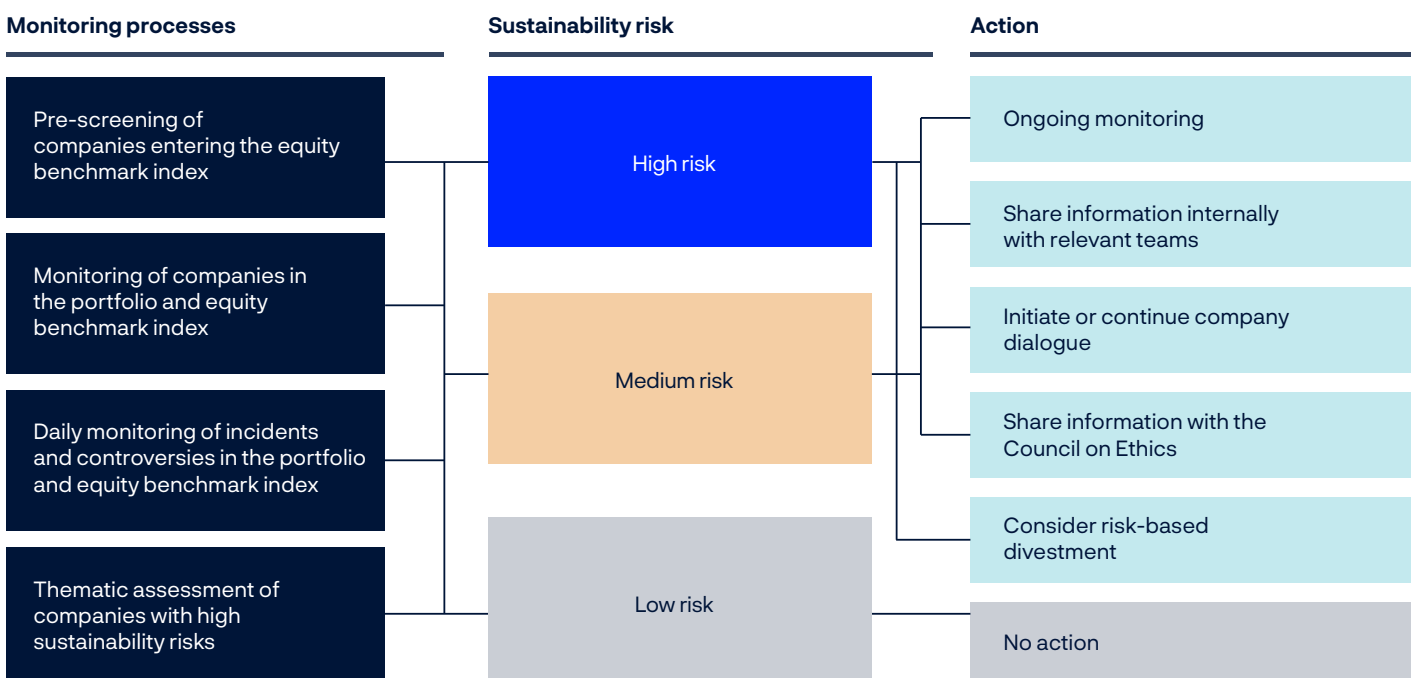 Monitoring processes
Pre-screening of
companies entering the equity
benchmark index
Monitoring of companies in
the portfolio and equity
benchmark index
Daily monitoring of incidents
and controversies in the portfolio
and equity benchmark index
Thematic assessment of
companies with high
sustainability risks
Sustainability risk
High risk
Medium risk
Low risk
Action
Ongoing monitoring
Share information internally
with relevant teams
Initiate or continue company
dialogue
Share information with the
Council on Ethics
Consider risk-based
divestment
No action